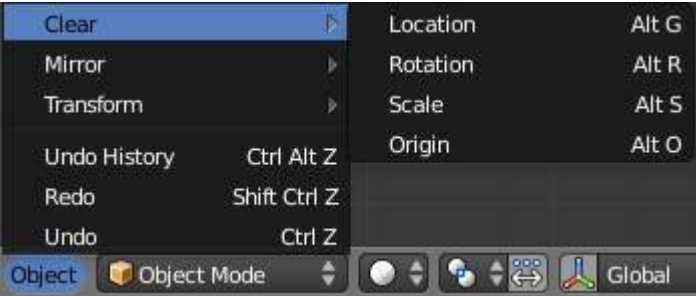 Clear
Mirror
Transform
Undo History Ctrl Alt Z
Redo Shift Ctrl Z
Undo Ctrl Z
Location Alt G
Rotation Alt R
Scale Alt S
Origin Alt O
Object Object Mode Global